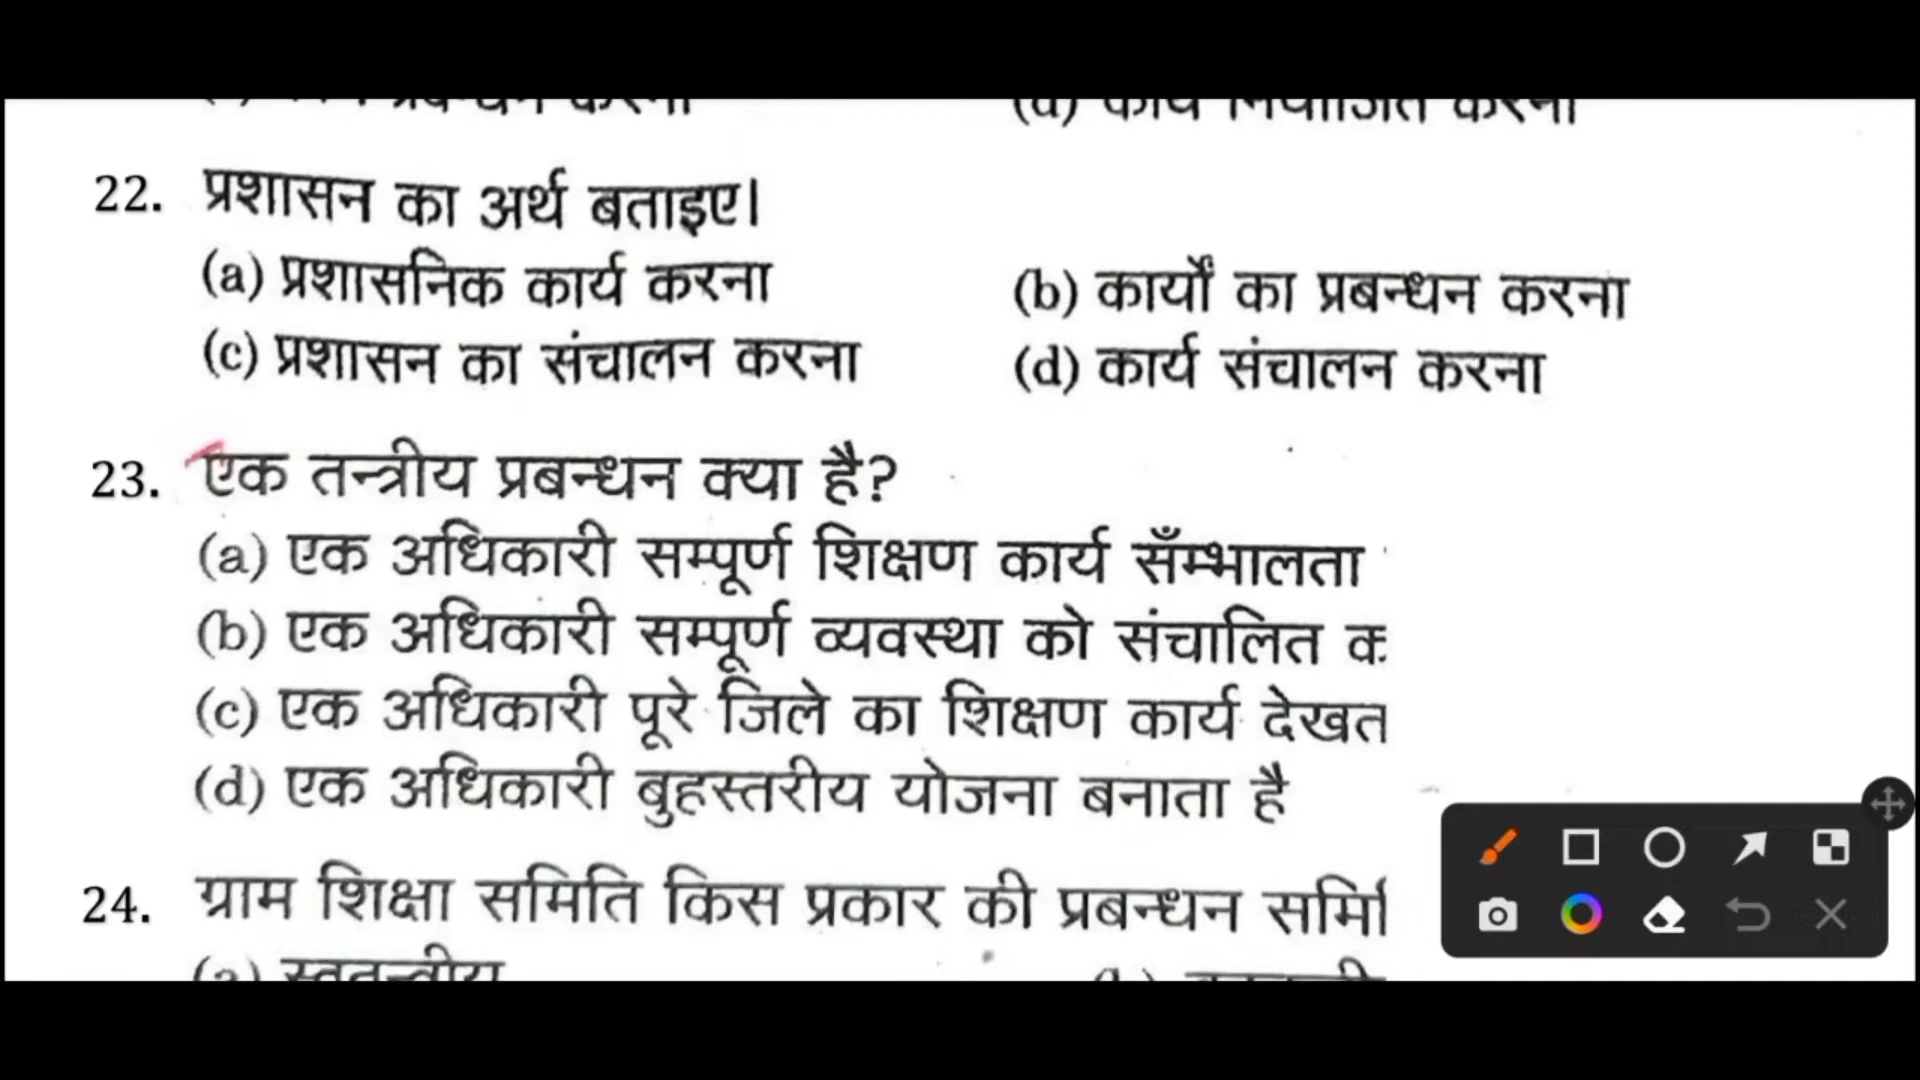 22. प्रशासन का अर्थ बताइए।
(a) प्रशासनिक कार्य करना (b) कार्यों का प्रबन्धन करना
(c) प्रशासन का संचालन करना (d) कार्य संचालन करना
23. एक तन्त्रीय प्रबन्धन क्या है?
(a) एक अधिकारी सम्पूर्ण शिक्षण कार्य सँम्भालता
(b) एक अधिकारी सम्पूर्ण व्यवस्था को संचालित
(c) एक अधिकारी पूरे जिले का शिक्षण कार्य
(d) एक अधिकारी बुहस्तरीय योजना बनाता है
24. ग्राम शिक्षा समिति किस प्रकार की प्रबन्धन